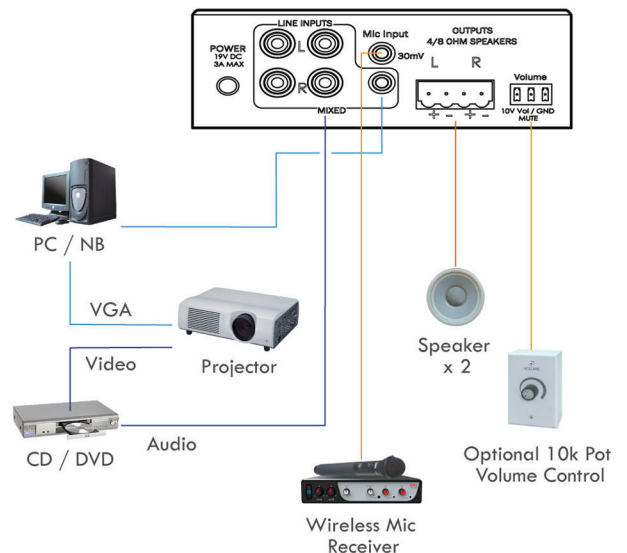 LINE INPUTS
L
R
MIXED
POWER
19V DC
3A MAX
Mic Input
30mV
OUTPUTS
4/8 OHM SPEAKERS
L R
+ - + -
Volume
10V Vol / GND
MUTE
PC / NB
VGA
Video
Projector
CD / DVD
Audio
Speaker
x 2
VOLUME
Optional 10k Pot
Volume Control
Wireless Mic
Receiver